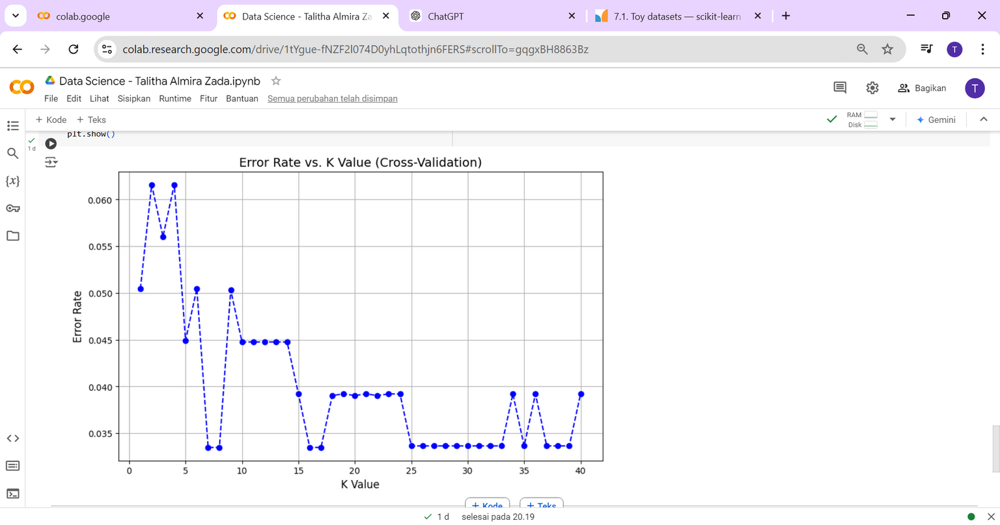 colab.google
Data Science - Talitha Almira Za
ChatGPT
7.1. Toy datasets — scikit-learn
colab.research.google.com/drive/1tYgue-fNZF2l074D0yhLqtothjn6FERS#scrollTo=gqgxBH8863Bz
T
CO
Data Science - Talitha Almira Zada.ipynb
File Edit Lihat Sisipkan Runtime Fitur Bantuan Semua perubahan telah disimpan
Bagikan
T
+ Kode + Teks
RAM
Disk
Gemini
plt.show()
1 d
{x}
Error Rate vs. K Value (Cross-Validation)
0.060
0.055
0.050
0.045
0.040
0.035
Error Rate
0 5 10 15 20 25 30 35 40
K Value
+ Kode + Teks
1 d selesai pada 20.19